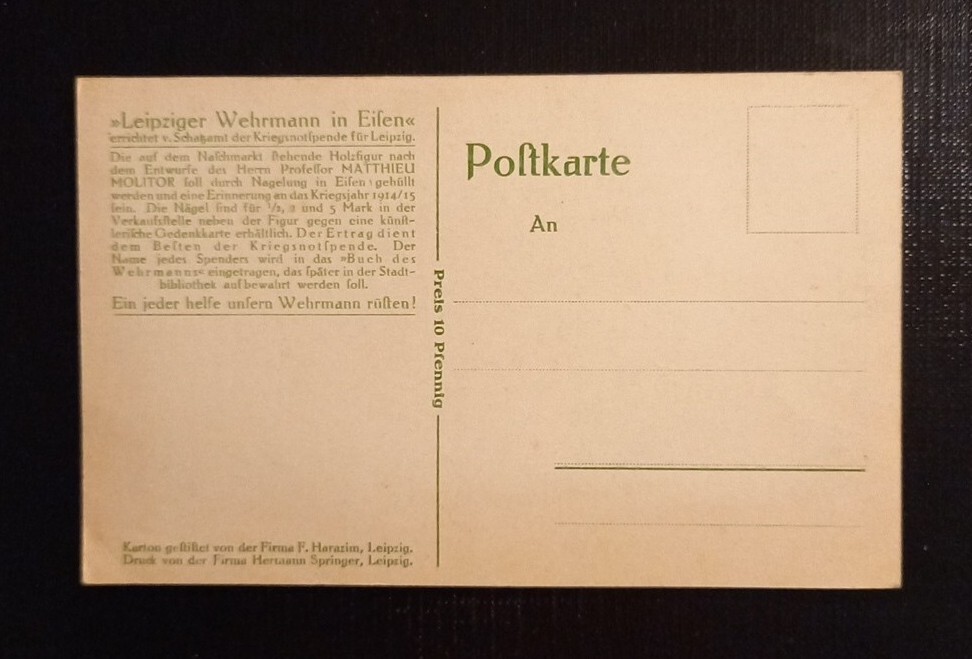 »Leipziger Wehrmann in Eiſen«
errichtet v. Schatzamt der Kriegsnotſpende für Leipzig.
Die auf dem Naſchmarkt ſtehende Holzfigur nach
dem Entwurfe des Herrn Profeſſor MATTHIEU
MOLITOR ſoll durch Nagelung in Eiſen gehüllt
werden und eine Erinnerung an das Kriegsjahr 1914/15
ſein. Die Nägel ſind für ½, 1 und 5 Mark in der
Verkaufsſtelle neben der Figur gegen eine künſt-
leriſche Gedenkkarte erhältlich. Der Ertrag dient
dem Beſten der Kriegsnotſpende. Der
Name jedes Spenders wird in das »Buch des
Wehrmanns« eingetragen, das ſpäter in der Stadt-
bibliothek aufbewahrt werden ſoll.
Ein jeder helfe unſern Wehrmann rüſten!
Karton geſtiftet von der Firma F. Harazim, Leipzig.
Druck von der Firma Hermann Springer, Leipzig.
Preis 10 Pfennig
Poſtkarte
An